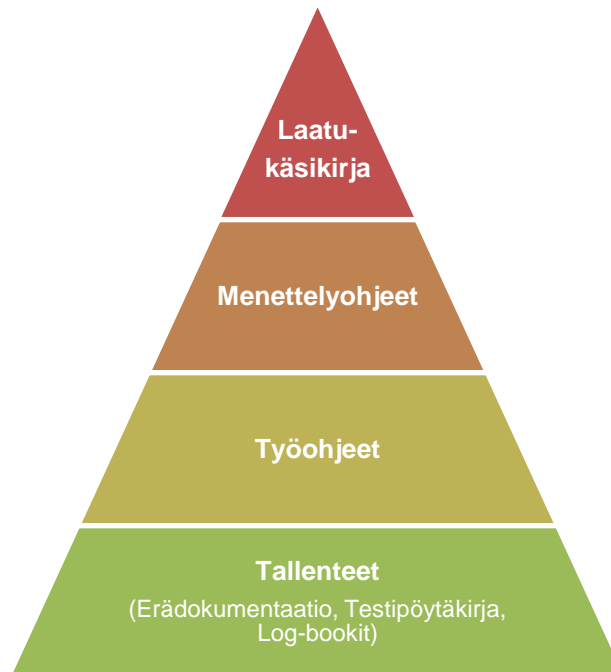 Laatu-
käsikirja
Menettelyohjeet
Työohjeet
Tallenteet
(Erädokumentaatio, Testipöytäkirja,
Log-bookit)